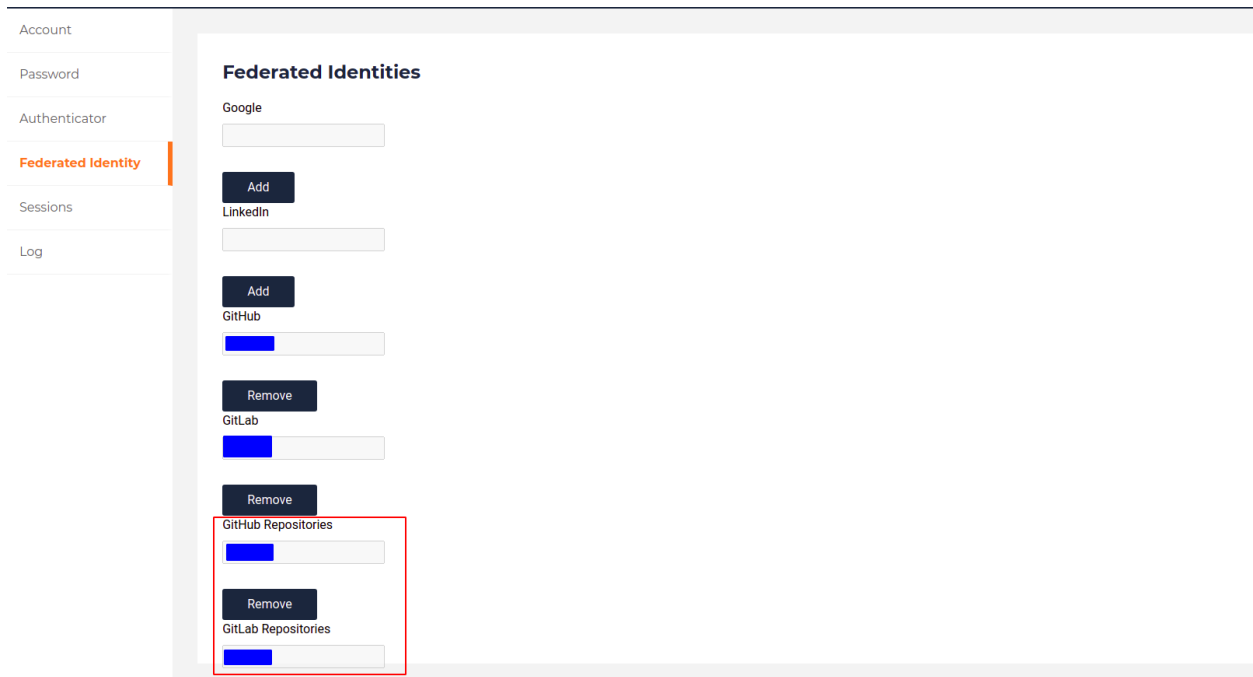 Account
Password
Authenticator
Federated Identity
Sessions
Log
Federated Identities
Google
Add
LinkedIn
Add
GitHub
Remove
GitLab
Remove
GitHub Repositories
Remove
GitLab Repositories